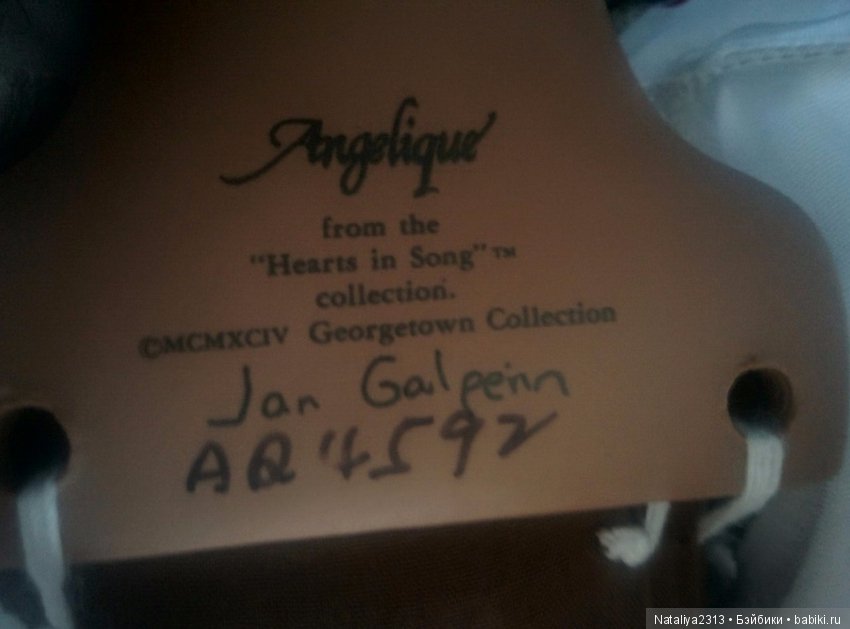 Angelique
from the
"Hearts in Song"™
collection.
©MCMXCIV Georgetown Collection
Jan Galperin
AQ4592
Nataliya2313 • Бэйбики • babiki.ru